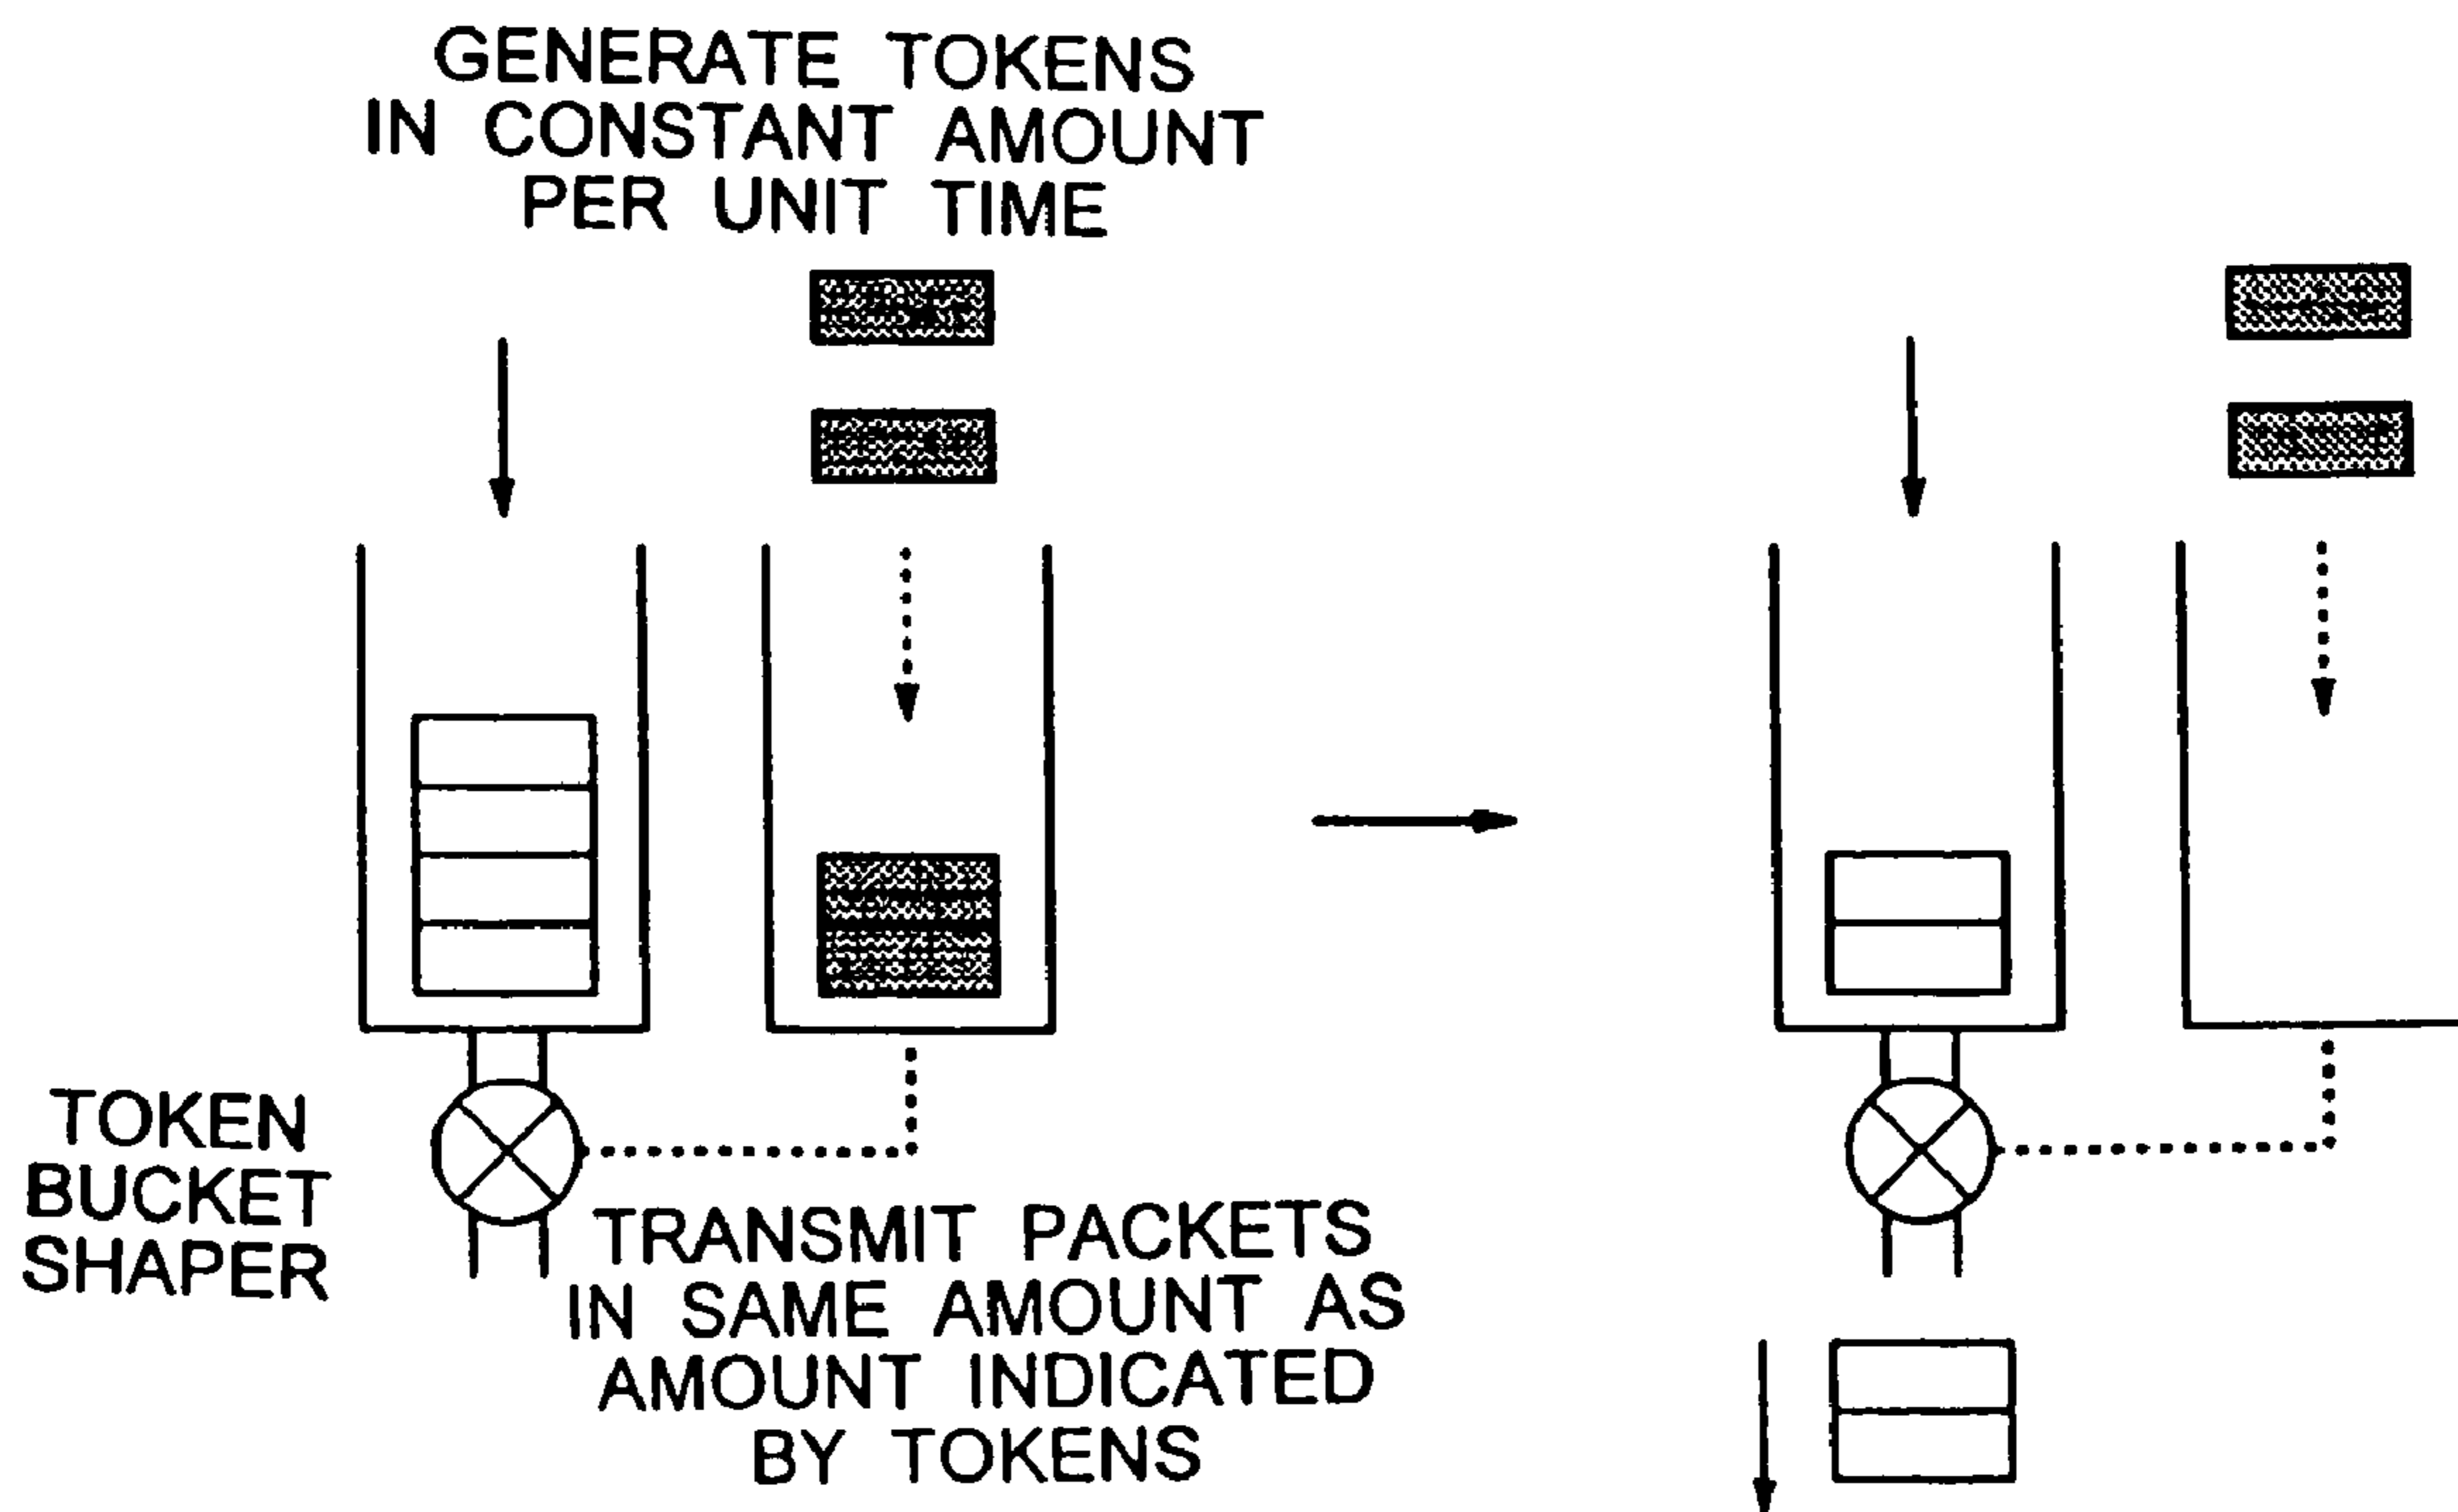 GENERATE TOKENS
IN CONSTANT AMOUNT
PER UNIT TIME
TOKEN
BUCKET
SHAPER
TRANSMIT PACKETS
IN SAME AMOUNT AS
AMOUNT INDICATED
BY TOKENS